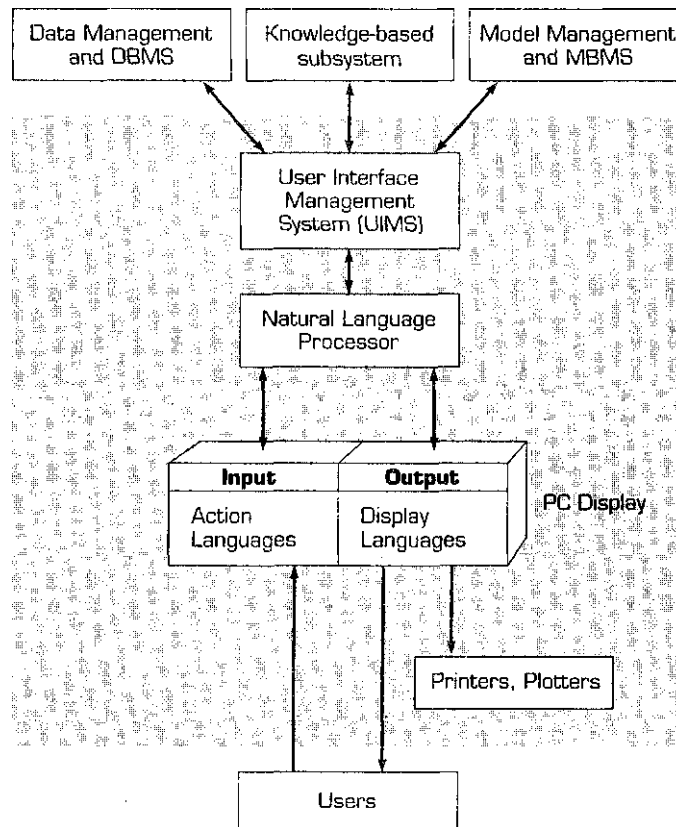 Data Management
and DBMS
Knowledge-based
subsystem
Model Management
and MBMS
User Interface
Management
System (UIMS)
Natural Language
Processor
Input
Output
Action
Languages
Display
Languages
PC Display
Printers, Plotters
Users